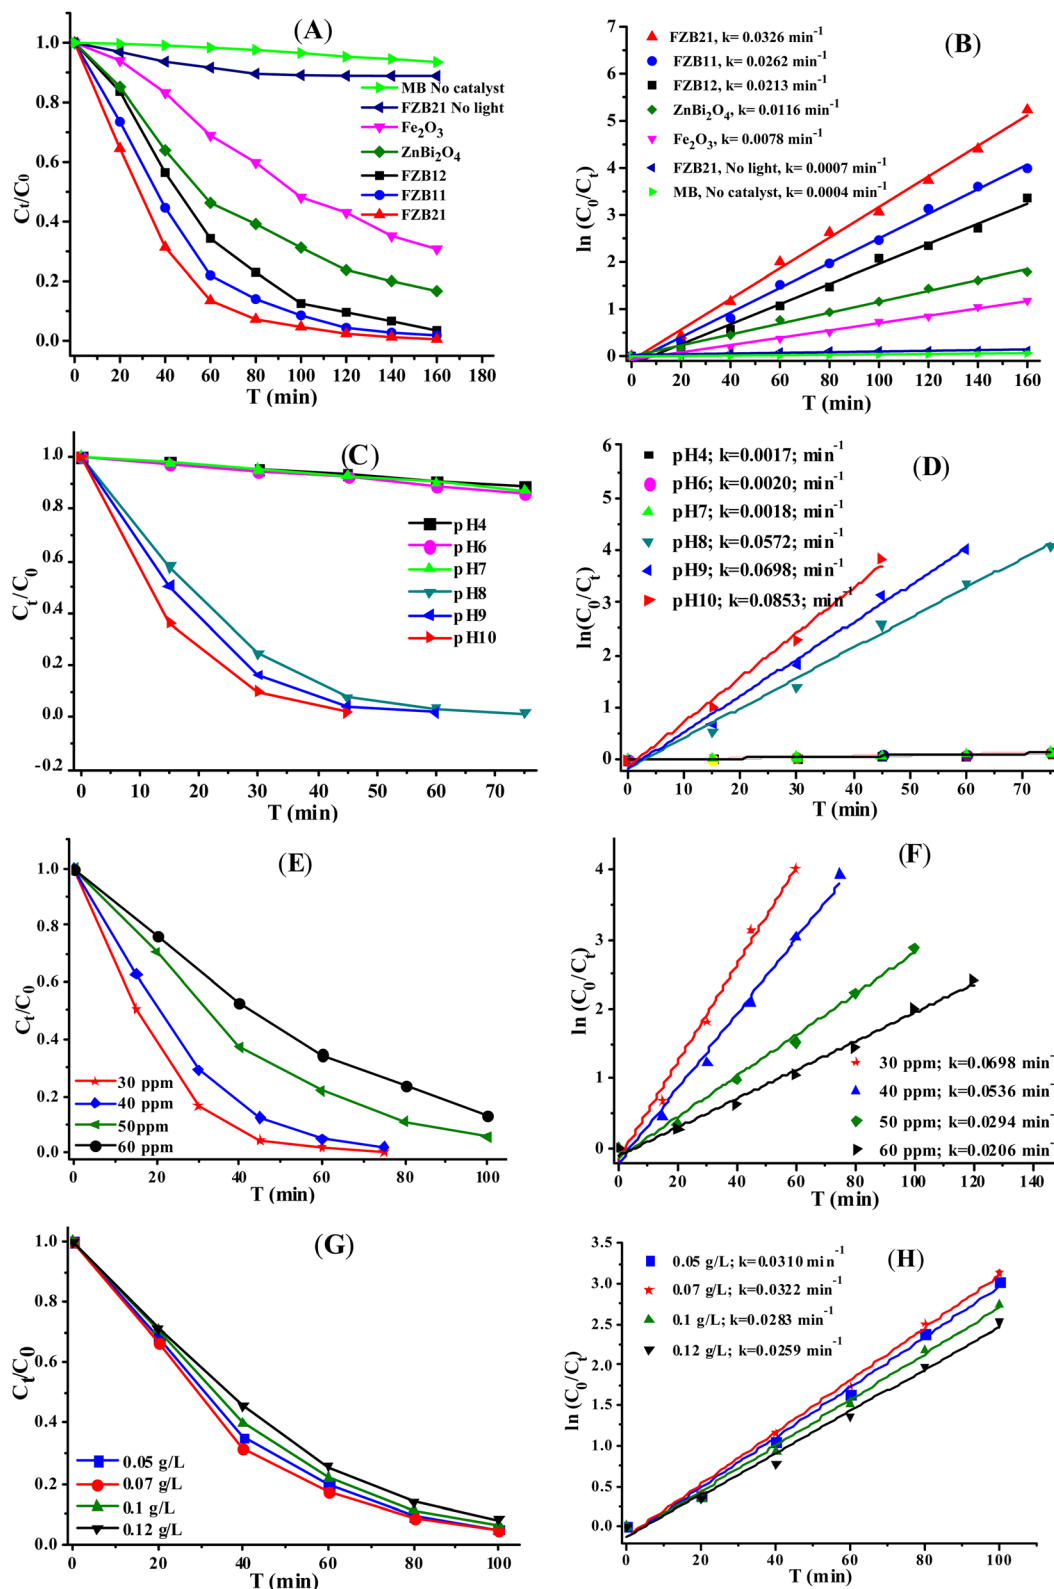 (A)
1.0
0.8
0.6
0.4
0.2
0.0
Ct/C0
MB No catalyst
FZB21 No light
Fe2O3
ZnBi2O4
FZB12
FZB11
FZB21
0 20 40 60 80 100 120 140 160 180
T (min)
(B)
6
5
4
3
2
1
0
ln (C0/Ct)
FZB21, k= 0.0326 min-1
FZB11, k= 0.0262 min-1
FZB12, k= 0.0213 min-1
ZnBi2O4, k= 0.0116 min-1
Fe2O3, k= 0.0078 min-1
FZB21, No light, k= 0.0007 min-1
MB, No catalyst, k= 0.0004 min-1
0 20 40 60 80 100 120 140 160
T (min)
(C)
1.0
0.8
0.6
0.4
0.2
0.0
-0.2
Ct/C0
pH4
pH6
pH7
pH8
pH9
pH10
0 10 20 30 40 50 60 70
T (min)
(D)
6
5
4
3
2
1
0
ln(C0/Ct)
pH4; k=0.0017; min-1
pH6; k=0.0020; min-1
pH7; k=0.0018; min-1
pH8; k=0.0572; min-1
pH9; k=0.0698; min-1
pH10; k=0.0853; min-1
0 10 20 30 40 50 60 70
T (min)
(E)
1.0
0.8
0.6
0.4
0.2
0.0
Ct/C0
30 ppm
40 ppm
50ppm
60 ppm
0 20 40 60 80 100
T (min)
(F)
4
3
2
1
0
ln (C0/Ct)
30 ppm; k=0.0698 min-1
40 ppm; k=0.0536 min-1
50 ppm; k=0.0294 min-1
60 ppm; k=0.0206 min-1
0 20 40 60 80 100 120 140
T (min)
(G)
1.0
0.8
0.6
0.4
0.2
0.0
Ct/C0
0.05 g/L
0.07 g/L
0.1 g/L
0.12 g/L
0 20 40 60 80 100
T (min)
(H)
3.5
3.0
2.5
2.0
1.5
1.0
0.5
0.0
ln (C0/Ct)
0.05 g/L; k=0.0310 min-1
0.07 g/L; k=0.0322 min-1
0.1 g/L; k=0.0283 min-1
0.12 g/L; k=0.0259 min-1
0 20 40 60 80 100
T (min)